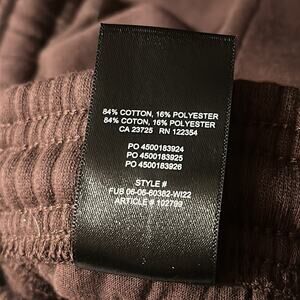 84% COTTON, 16% POLYESTER
84% COTON, 16% POLYESTER
CA 23725 RN 122354
PO 4500183924
PO 4500183925
PO 4500183926
STYLE #
FUB 06-06-60382-WI22
ARTICLE # 102799